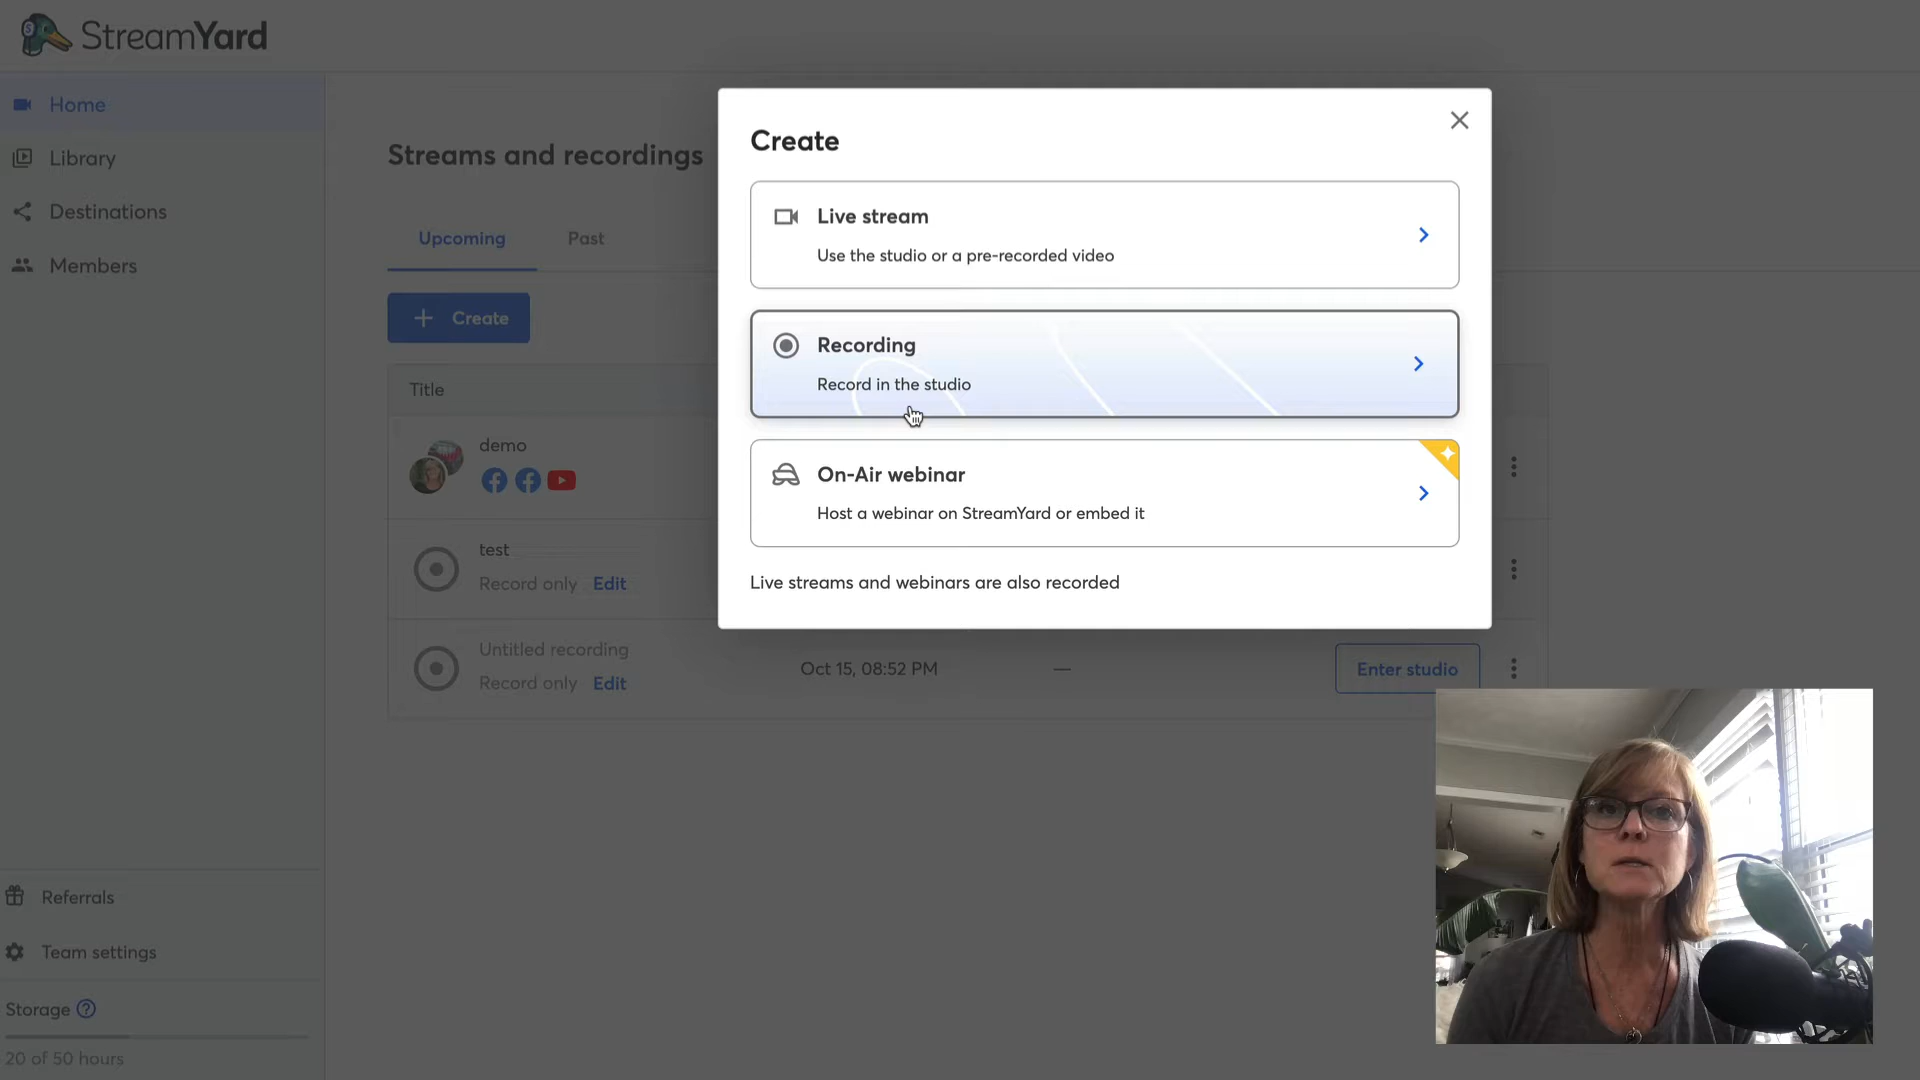 StreamYard
Home
Library
Destinations
Members
Referrals
Team settings
Storage
20 of 50 hours
Streams and recordings
Upcoming
Past
+ Create
Title
demo
test
Record only Edit
Untitled recording
Record only Edit
Oct 15, 08:52 PM
—
Enter studio
Create
Live stream
Use the studio or a pre-recorded video
Recording
Record in the studio
On-Air webinar
Host a webinar on StreamYard or embed it
Live streams and webinars are also recorded